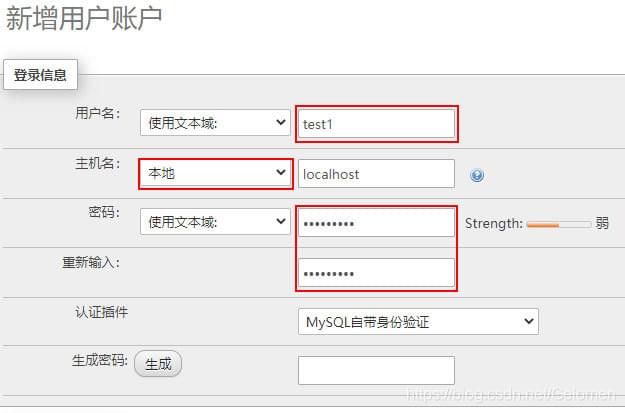 新增用户账户
登录信息
用户名： 使用文本域: test1
主机名： 本地 localhost
密码： 使用文本域: ••••••••• Strength: 弱
重新输入： •••••••••
认证插件 MySQL自带身份验证
生成密码: 生成
https://blog.csdn.net/Gelomen